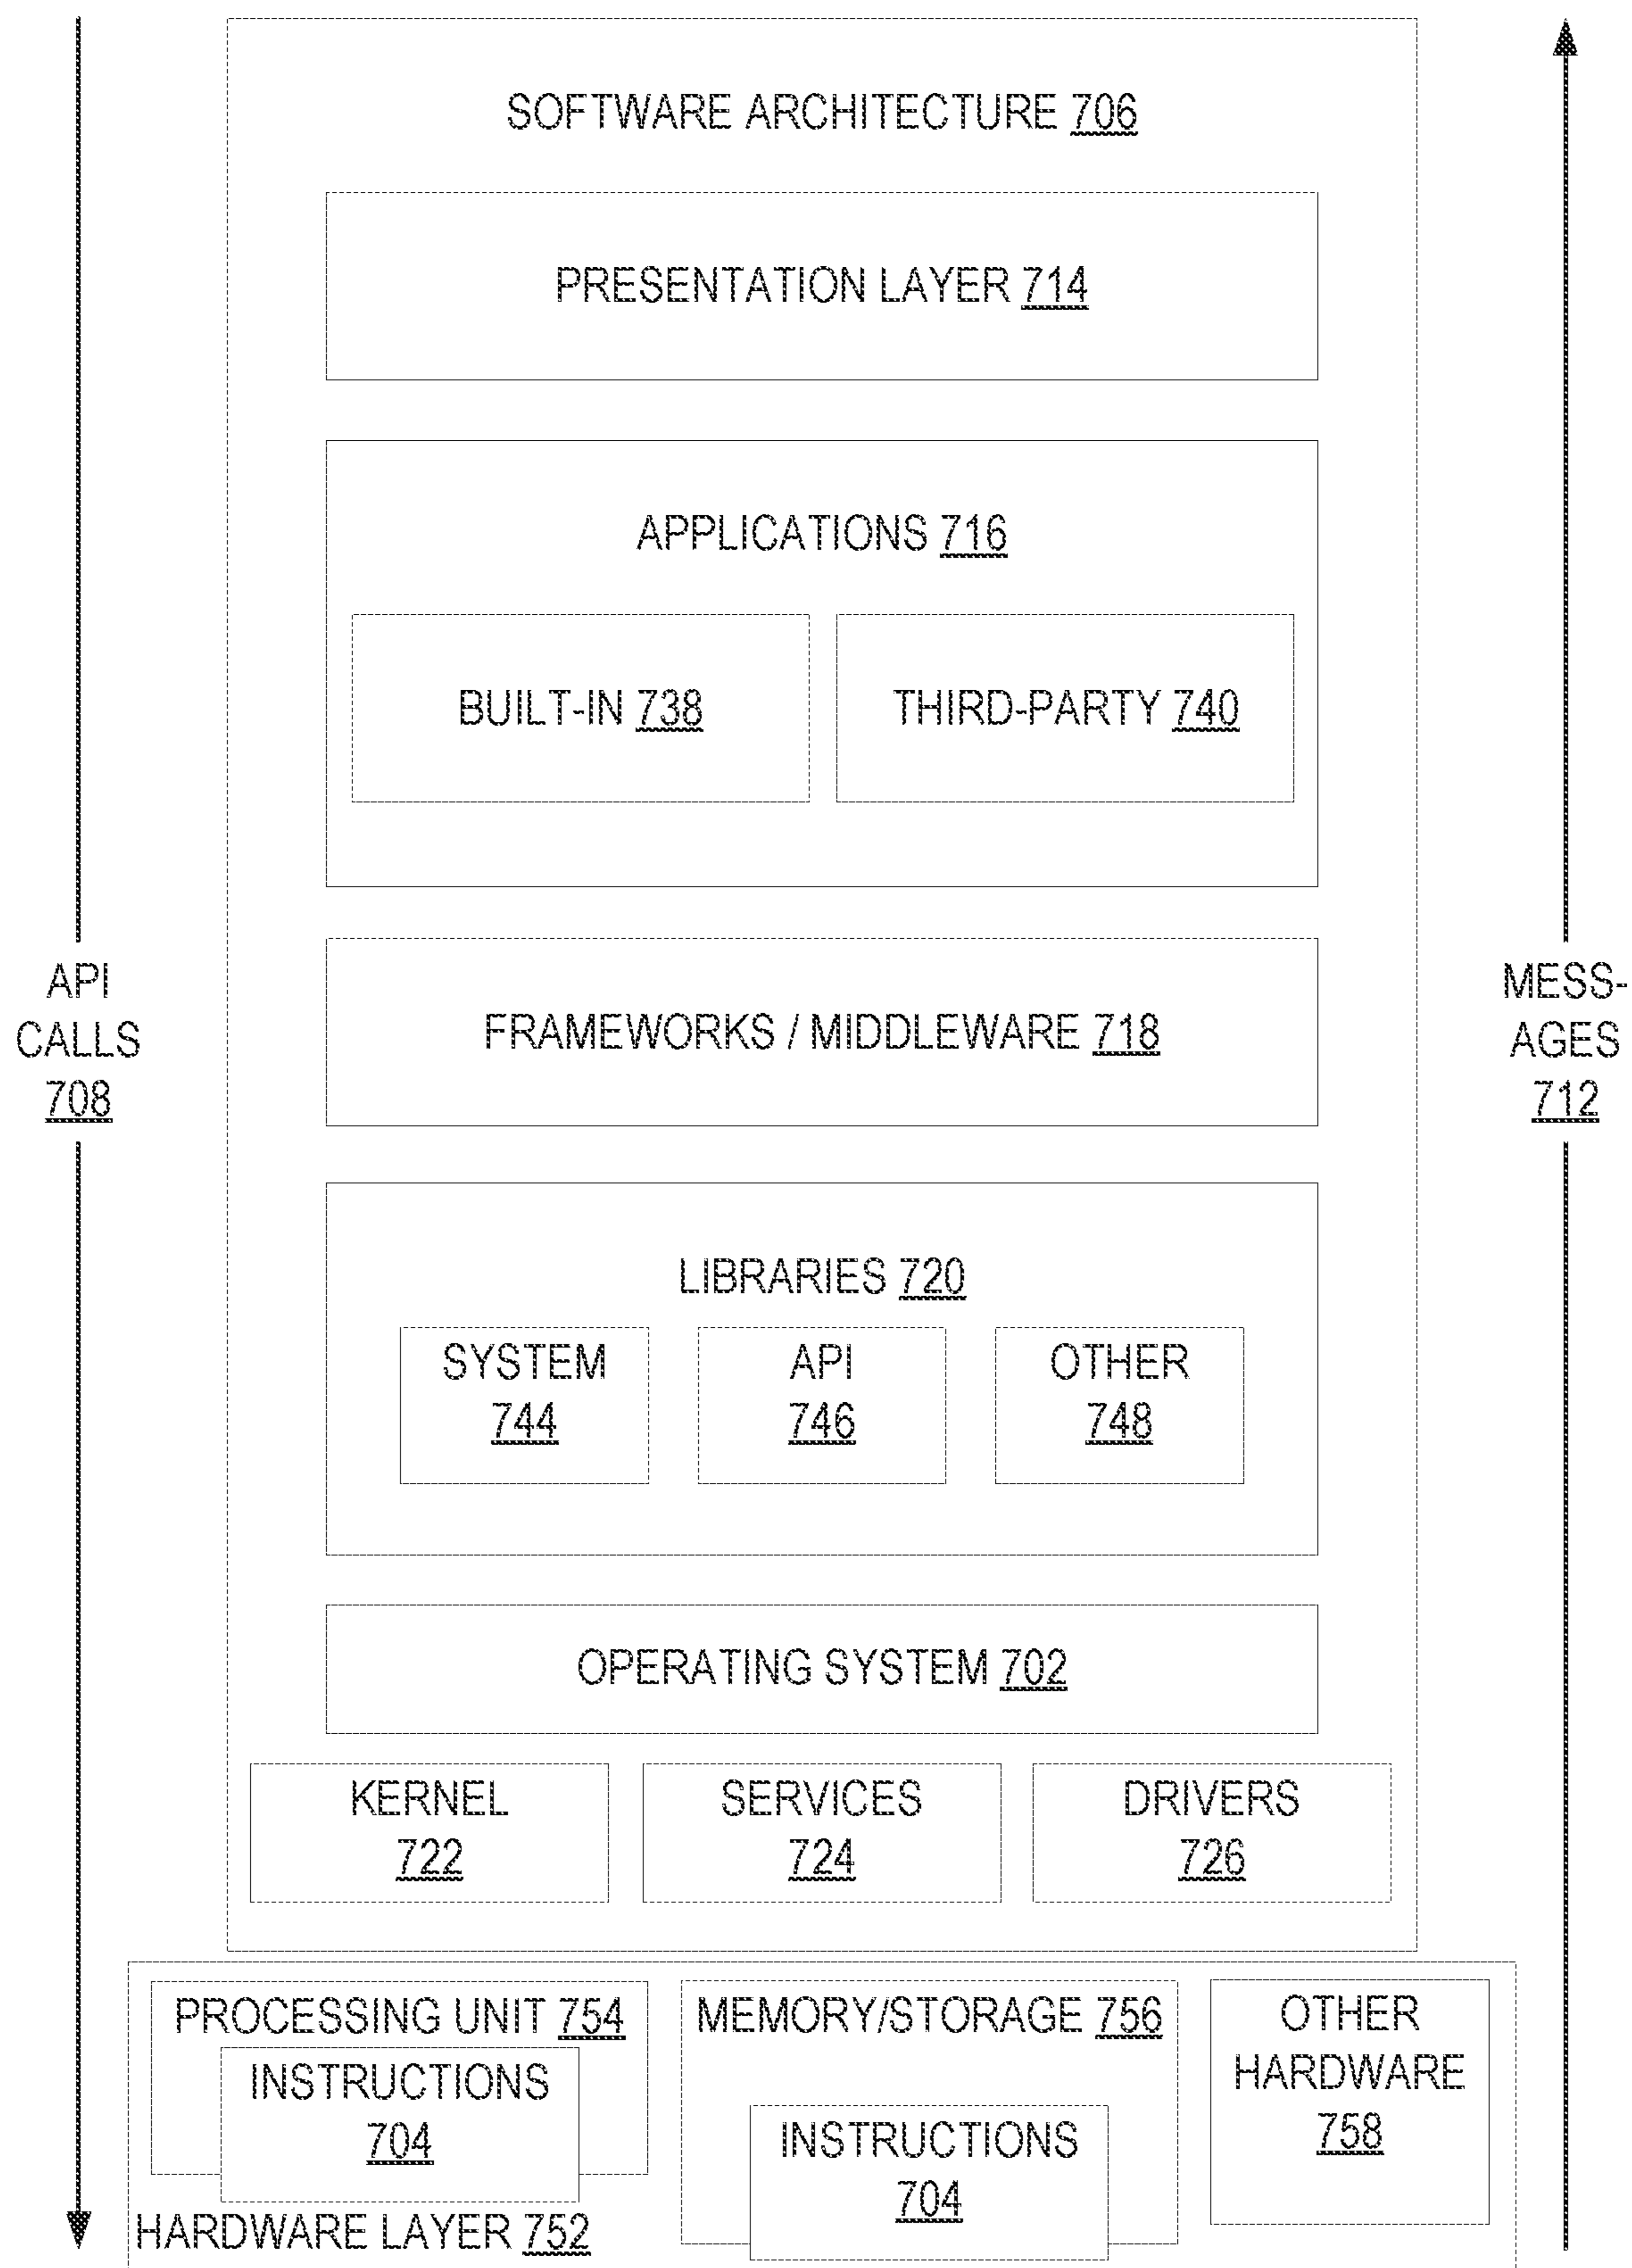 SOFTWARE ARCHITECTURE 706
PRESENTATION LAYER 714
APPLICATIONS 716
BUILT-IN 738
THIRD-PARTY 740
API
CALLS
708
FRAMEWORKS / MIDDLEWARE 718
MESS-
AGES
712
LIBRARIES 720
SYSTEM
744
API
746
OTHER
748
OPERATING SYSTEM 702
KERNEL
722
SERVICES
724
DRIVERS
726
PROCESSING UNIT 754
INSTRUCTIONS
704
MEMORY/STORAGE 756
INSTRUCTIONS
704
OTHER
HARDWARE
758
HARDWARE LAYER 752